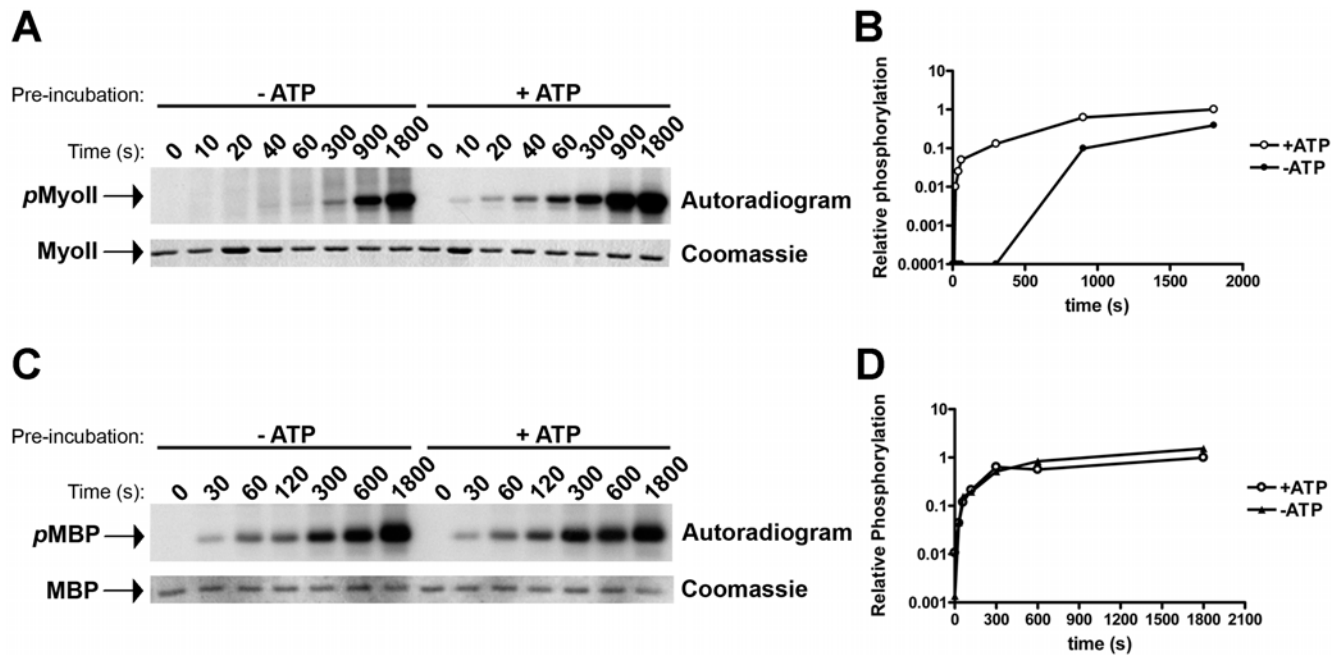 A
Pre-incubation: - ATP + ATP
Time (s): 0 10 20 40 60 300 900 1800 0 10 20 40 60 300 900 1800
pMyoII Autoradiogram
MyoII Coomassie
B
Relative phosphorylation
10
1
0.1
0.01
0.001
0.0001
0 500 1000 1500 2000
time (s)
+ATP
-ATP
C
Pre-incubation: - ATP + ATP
Time (s): 0 30 60 120 300 600 1800 0 30 60 120 300 600 1800
pMBP Autoradiogram
MBP Coomassie
D
Relative Phosphorylation
10
1
0.1
0.01
0.001
0 300 600 900 1200 1500 1800 2100
time (s)
+ATP
-ATP